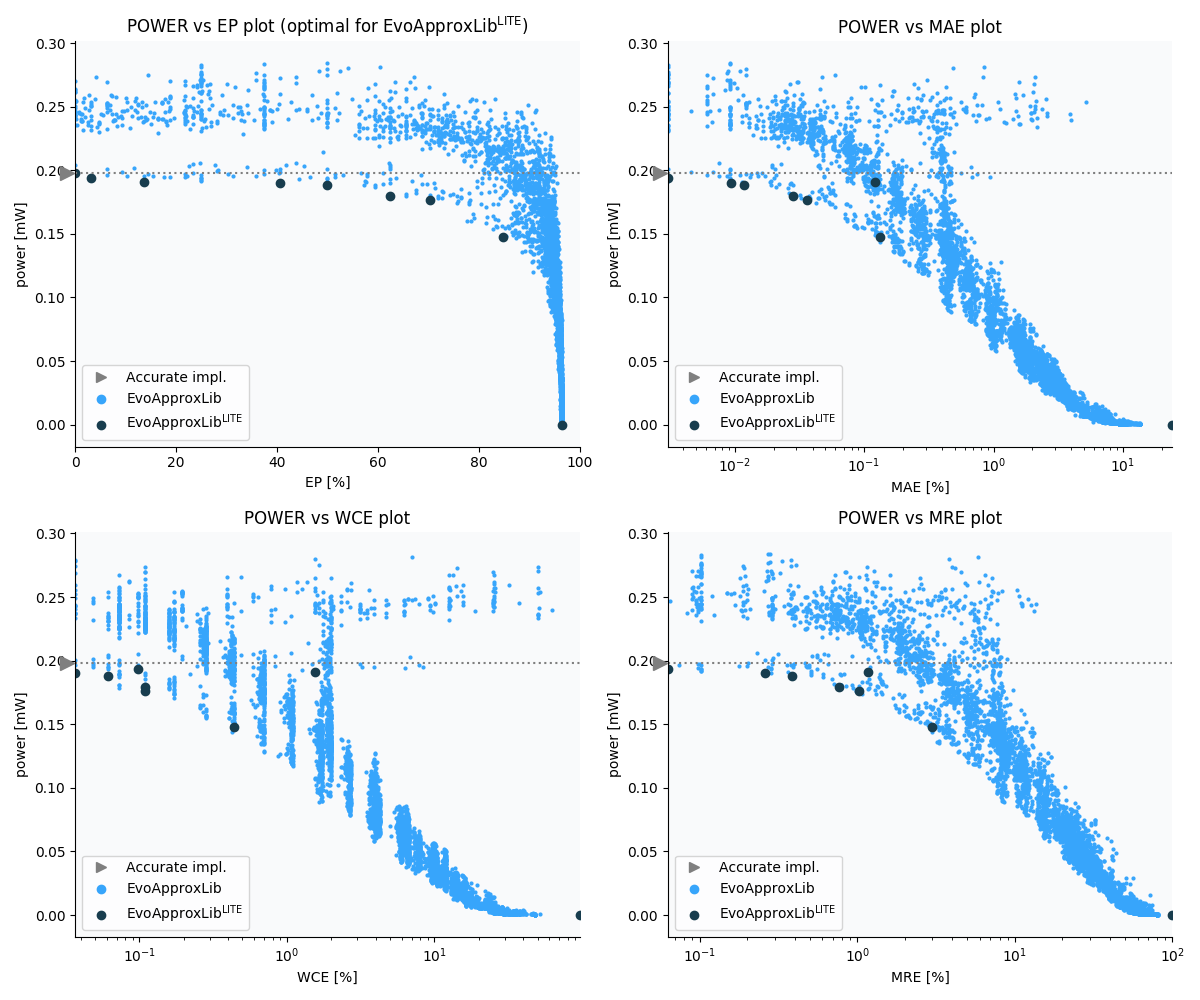 POWER vs EP plot (optimal for EvoApproxLib^LITE)
0.30
0.25
0.20
0.15
0.10
0.05
0.00
power [mW]
Accurate impl.
EvoApproxLib
EvoApproxLib^LITE
0 20 40 60 80 100
EP [%]
POWER vs MAE plot
0.30
0.25
0.20
0.15
0.10
0.05
0.00
power [mW]
Accurate impl.
EvoApproxLib
EvoApproxLib^LITE
10^−2 10^−1 10^0 10^1
MAE [%]
POWER vs WCE plot
0.30
0.25
0.20
0.15
0.10
0.05
0.00
power [mW]
Accurate impl.
EvoApproxLib
EvoApproxLib^LITE
10^−1 10^0 10^1
WCE [%]
POWER vs MRE plot
0.30
0.25
0.20
0.15
0.10
0.05
0.00
power [mW]
Accurate impl.
EvoApproxLib
EvoApproxLib^LITE
10^−1 10^0 10^1 10^2
MRE [%]